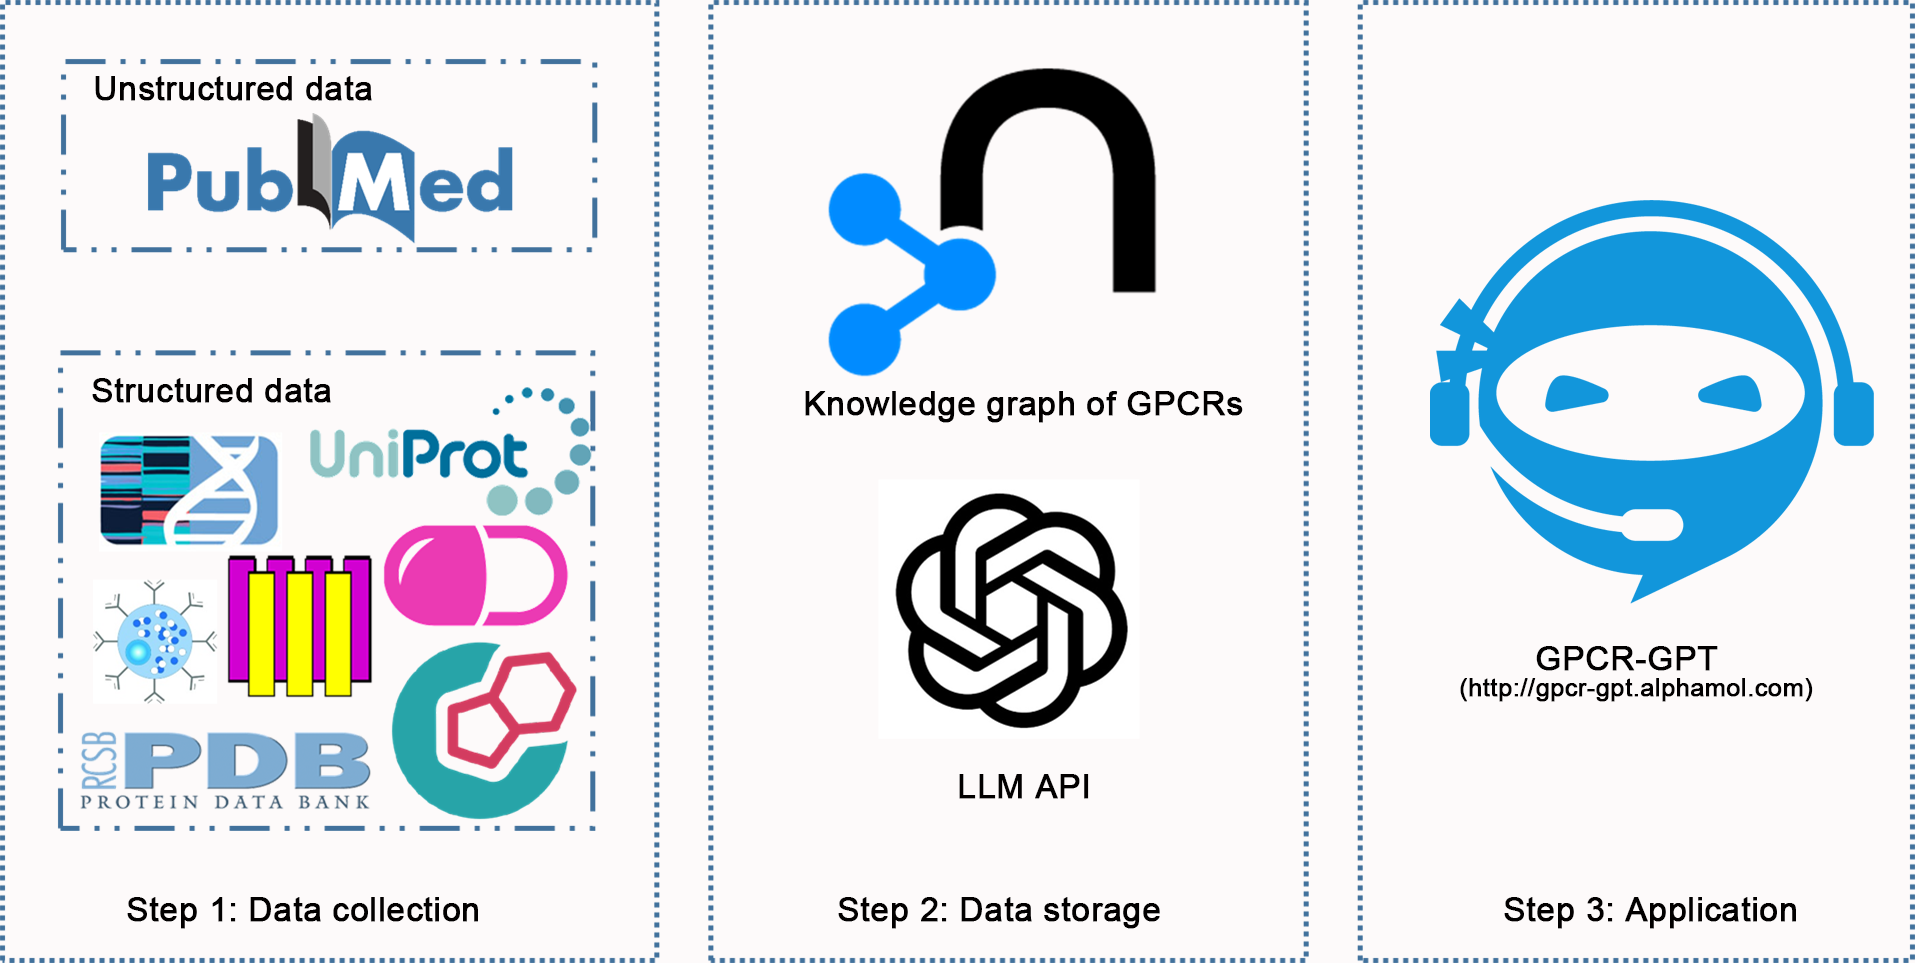 Unstructured data
PubMed
Structured data
UniProt
RCSB
PDB
PROTEIN DATA BANK
Step 1: Data collection
Knowledge graph of GPCRs
LLM API
Step 2: Data storage
GPCR-GPT
(http://gpcr-gpt.alphamol.com)
Step 3: Application